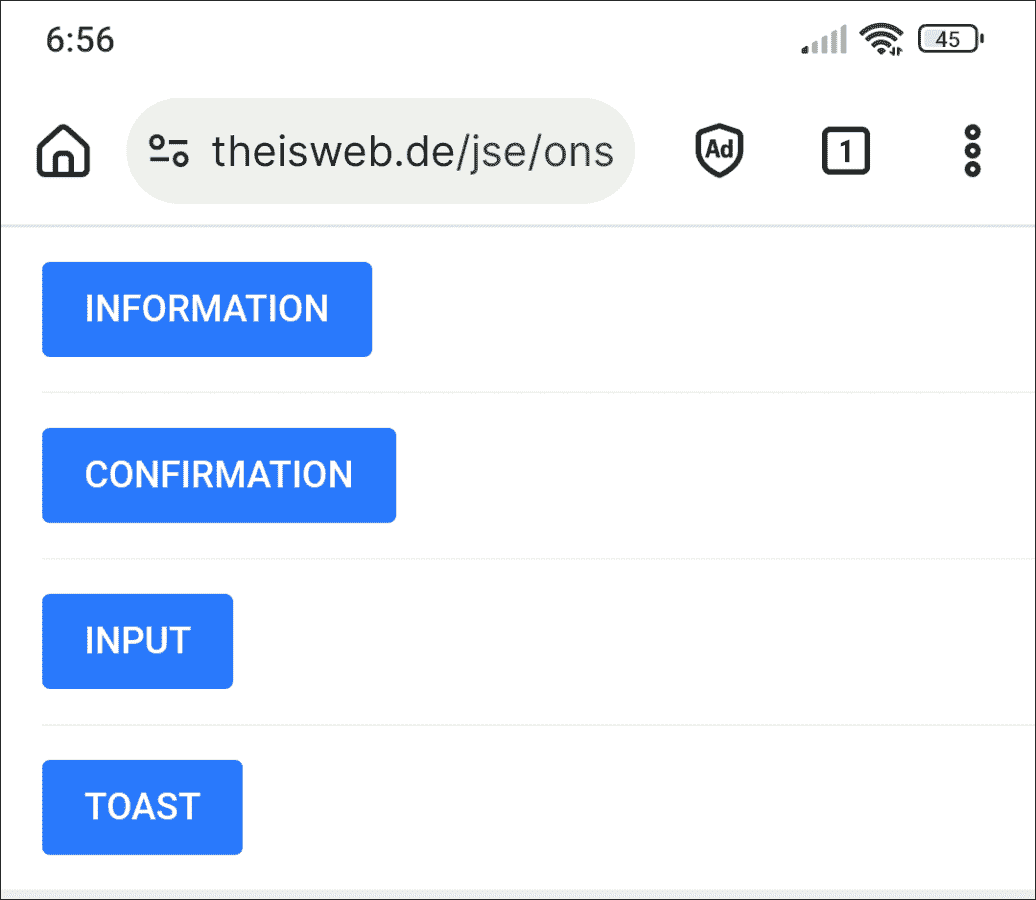 6:56
45
theisweb.de/jse/ons
Ad
1
INFORMATION
CONFIRMATION
INPUT
TOAST